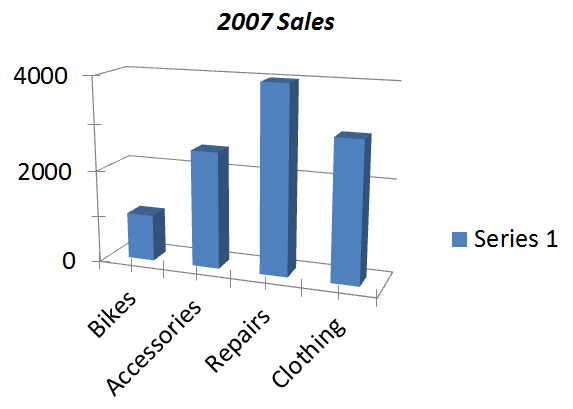 2007 Sales
4000
2000
0
Bikes
Accessories
Repairs
Clothing
Series 1